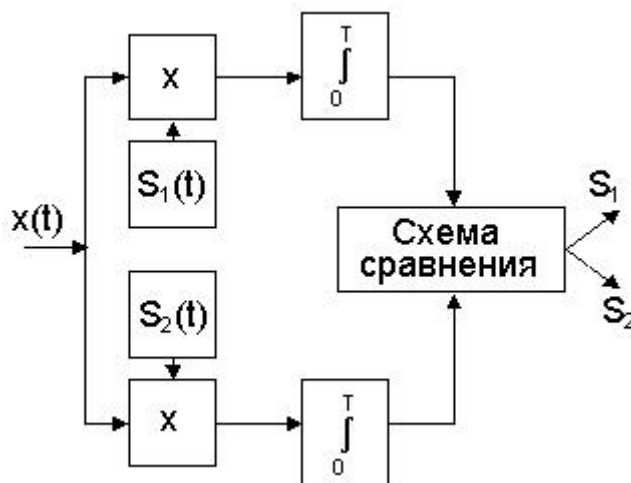 x
T
∫
0
S₁(t)
x(t)
S₁
Схема
сравнения
S₂(t)
S₂
x
T
∫
0